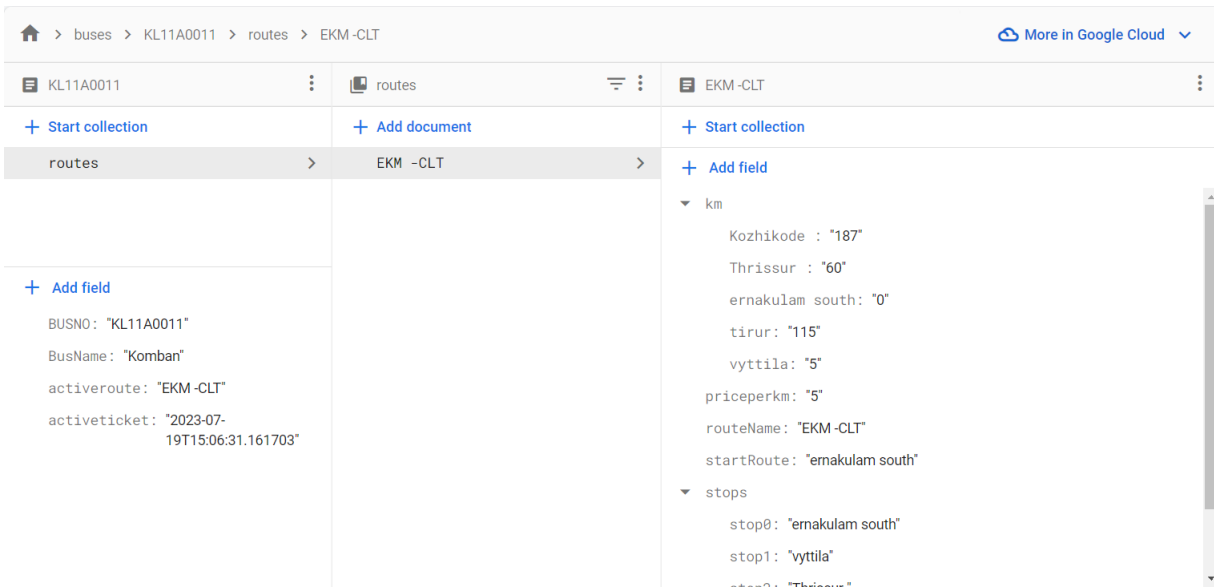 buses > KL11A0011 > routes > EKM -CLT
More in Google Cloud
KL11A0011
routes
EKM -CLT
+ Start collection
+ Add document
+ Start collection
routes
EKM -CLT
+ Add field
km
Kozhikode : "187"
Thrissur : "60"
ernakulam south: "0"
tirur: "115"
vyttila: "5"
priceperkm: "5"
routeName: "EKM -CLT"
startRoute: "ernakulam south"
stops
stop0: "ernakulam south"
stop1: "vyttila"
stop2: "Thrissur "
+ Add field
BUSNO: "KL11A0011"
BusName: "Komban"
activeroute: "EKM -CLT"
activeticket: "2023-07-
19T15:06:31.161703"